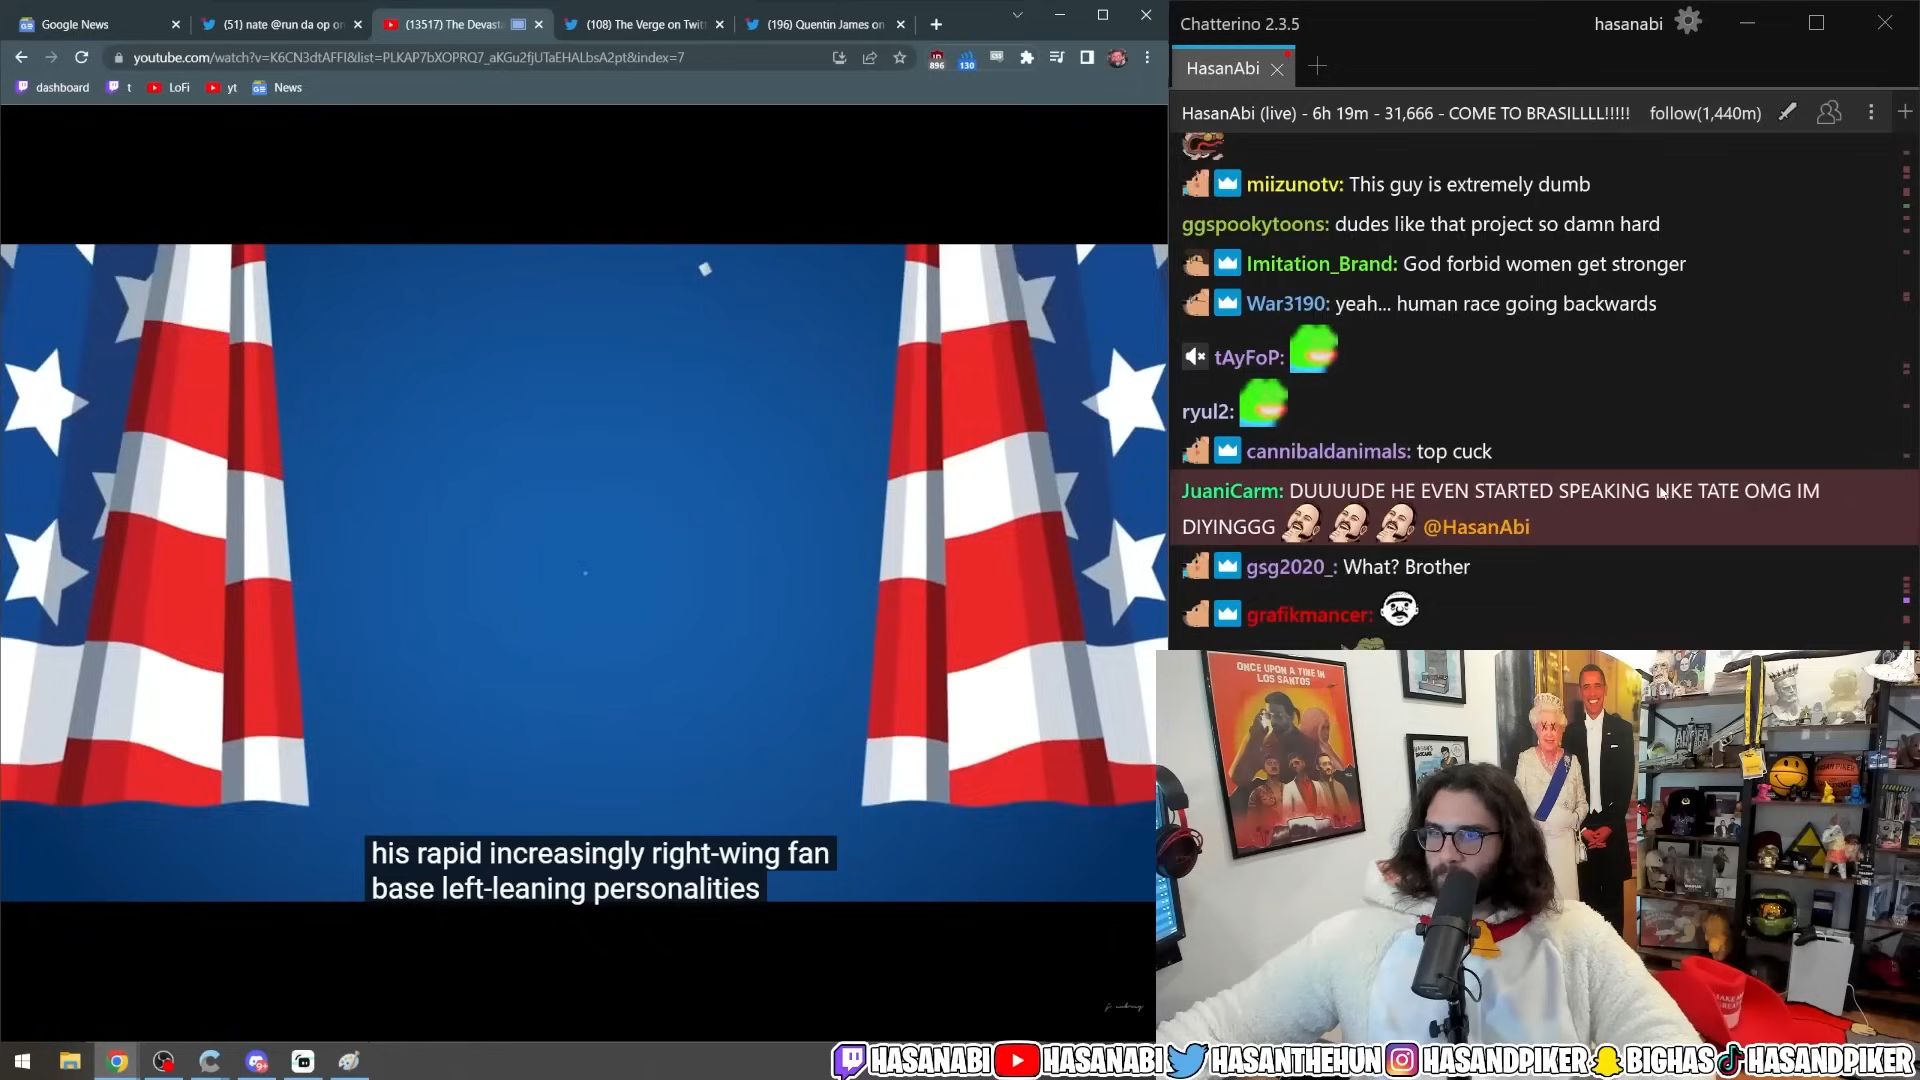 Google News
(51) nate @run da op on
(13517) The Devast
(108) The Verge on Twitt
(196) Quentin James on
youtube.com/watch?v=K6CN3dtAFFI&list=PLKAP7bXOPRQ7_aKGu2fjUTaEHALbsA2pt&index=7
896
130
dashboard
t
LoFi
yt
News
his rapid increasingly right-wing fan
base left-leaning personalities
Chatterino 2.3.5
hasanabi
HasanAbi
HasanAbi (live) - 6h 19m - 31,666 - COME TO BRASILLLL!!!!!
follow(1,440m)
miizunotv: This guy is extremely dumb
ggspookytoons: dudes like that project so damn hard
Imitation_Brand: God forbid women get stronger
War3190: yeah... human race going backwards
tAyFoP:
ryul2:
cannibaldanimals: top cuck
JuaniCarm: DUUUUDE HE EVEN STARTED SPEAKING LIKE TATE OMG IM
DIYINGGG @HasanAbi
gsg2020_: What? Brother
grafikmancer:
ONCE UPON A TIME IN
LOS SANTOS
HASANABI
HASANABI
HASANTHEHUN
HASANDPIKER
BIGHAS
HASANDPIKER